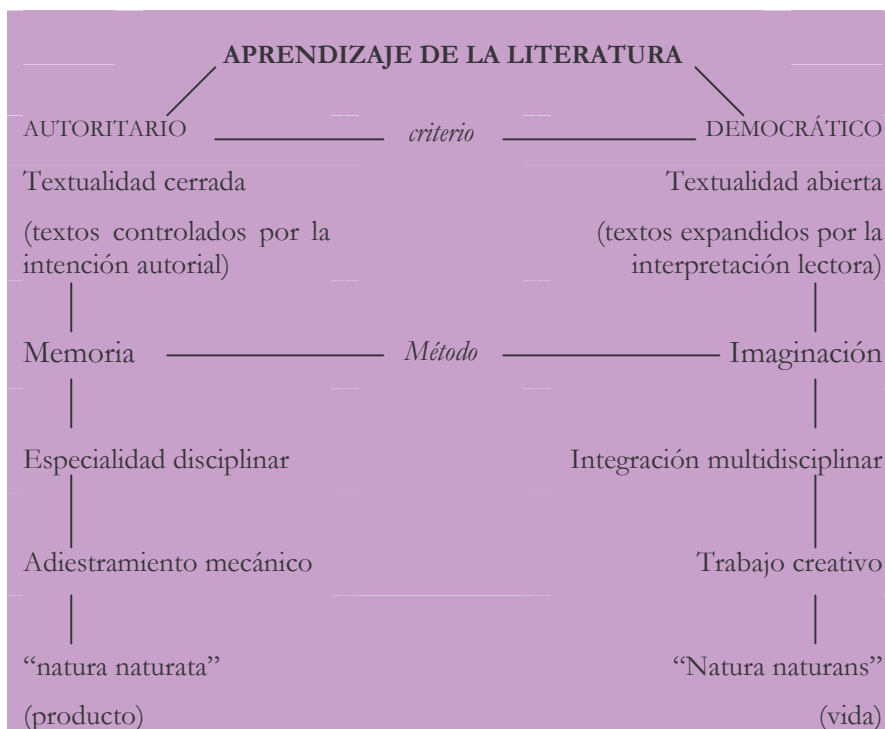 APRENDIZAJE DE LA LITERATURA
AUTORITARIO criterio DEMOCRÁTICO
Textualidad cerrada Textualidad abierta
(textos controlados por la (textos expandidos por la
intención autorial) interpretación lectora)
Memoria Método Imaginación
Especialidad disciplinar Integración multidisciplinar
Adiestramiento mecánico Trabajo creativo
“natura naturata” “Natura naturans”
(producto) (vida)